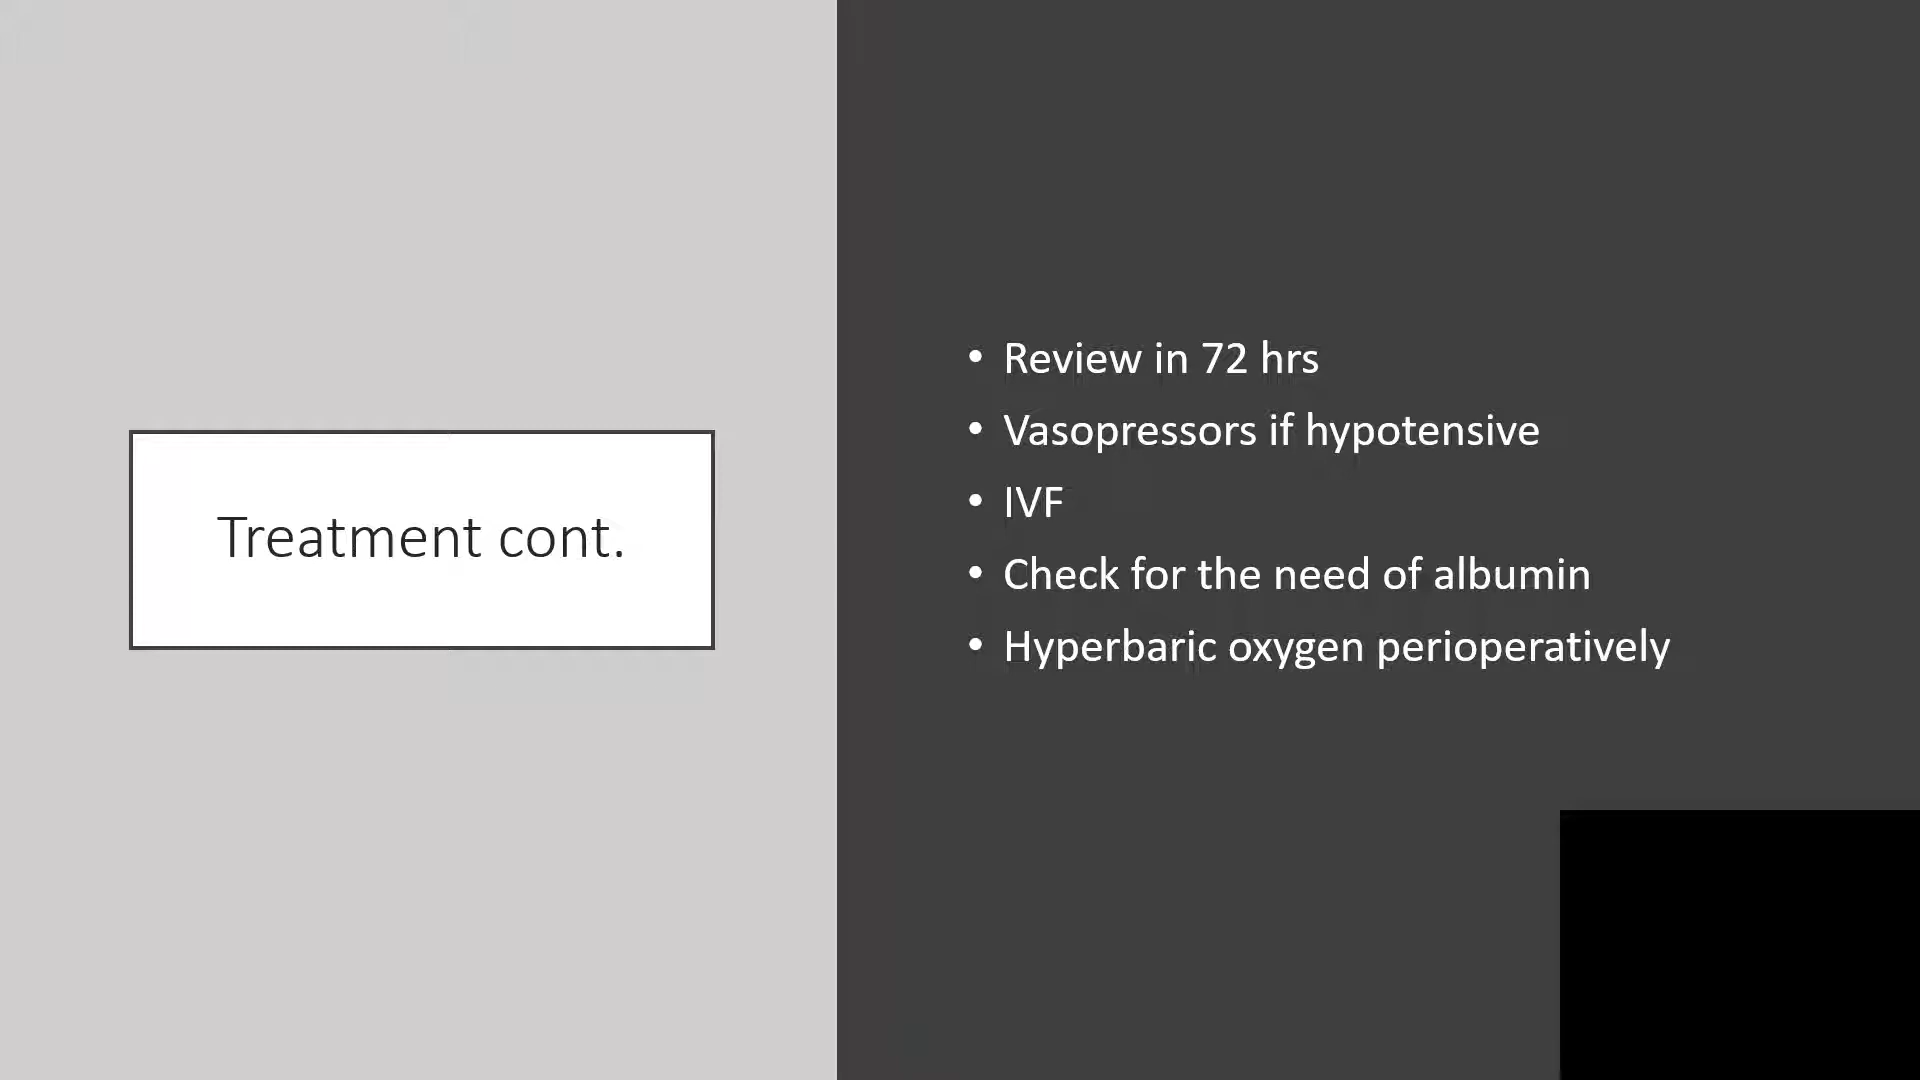 Treatment cont.
• Review in 72 hrs
• Vasopressors if hypotensive
• IVF
• Check for the need of albumin
• Hyperbaric oxygen perioperatively